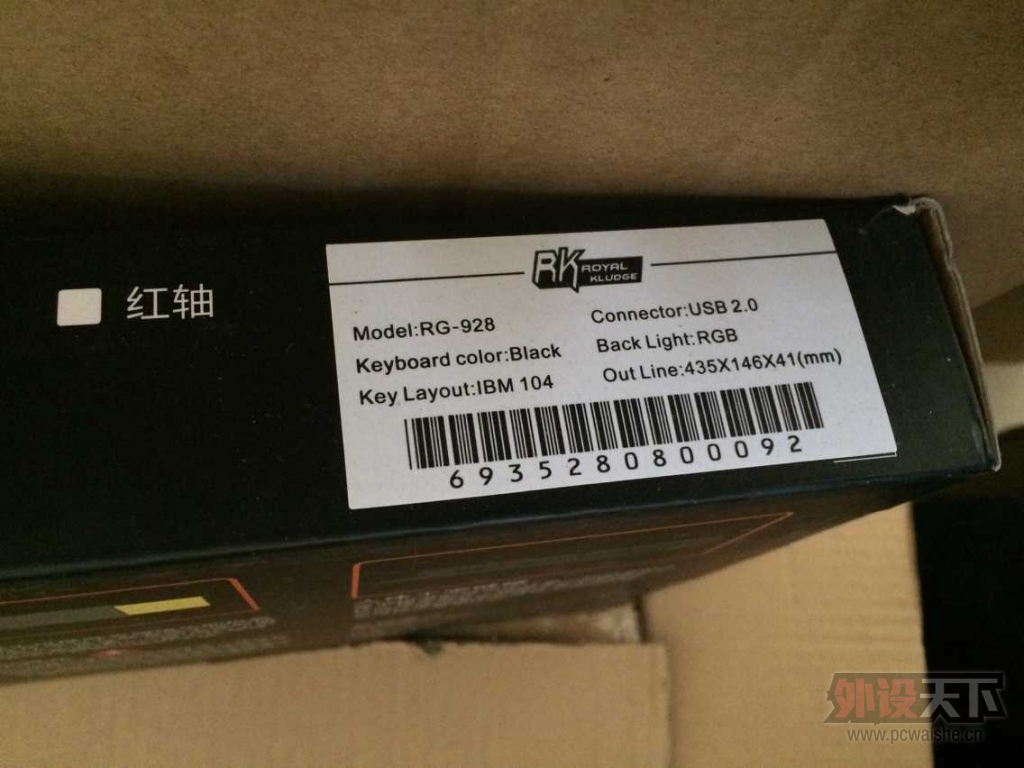 红轴
RK ROYAL
KLUDGE
Model:RG-928
Connector:USB 2.0
Keyboard color:Black
Back Light:RGB
Key Layout:IBM 104
Out Line:435X146X41(mm)
6935280800092
外设天下
www.pcwaishe.cn